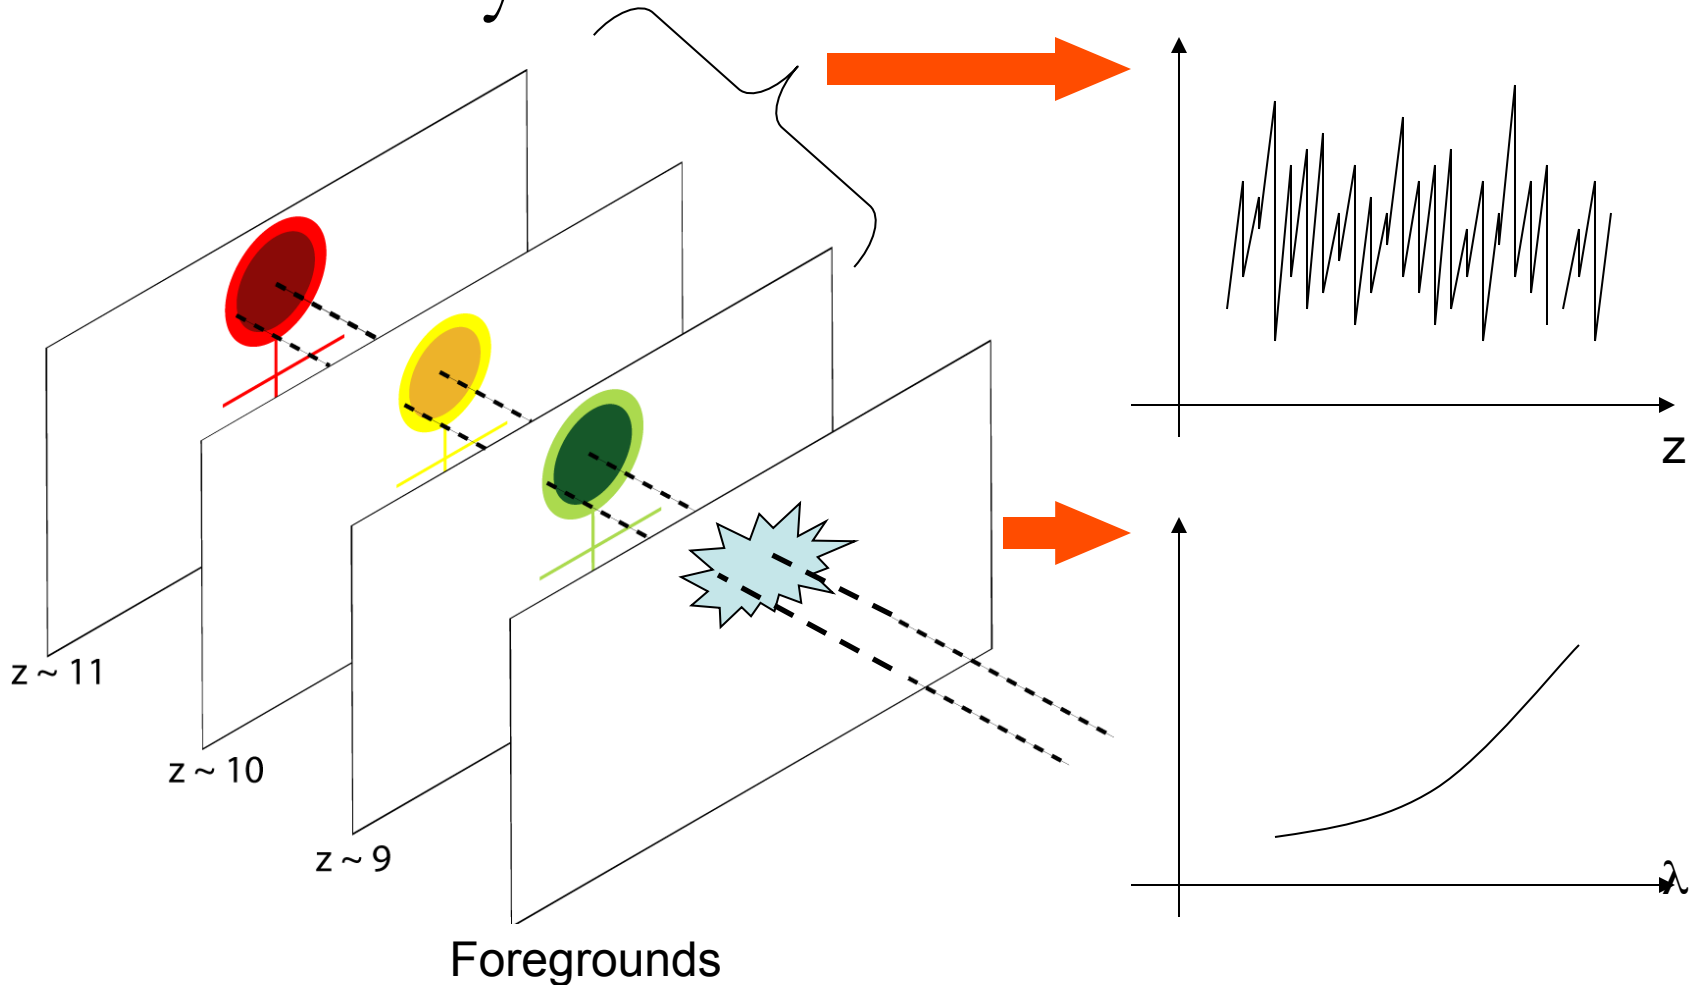 z
z ~ 11
z ~ 10
z ~ 9
λ
Foregrounds